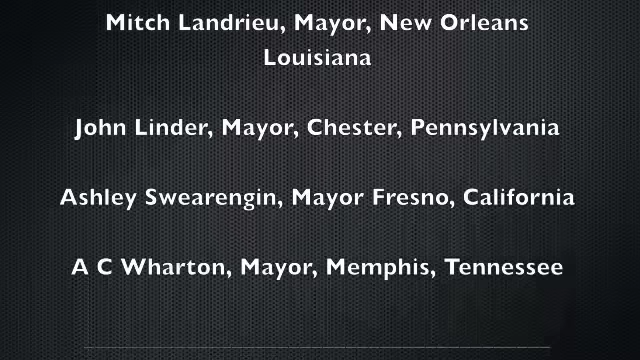 Mitch Landrieu, Mayor, New Orleans
Louisiana
John Linder, Mayor, Chester, Pennsylvania
Ashley Swearengin, Mayor Fresno, California
A C Wharton, Mayor, Memphis, Tennessee